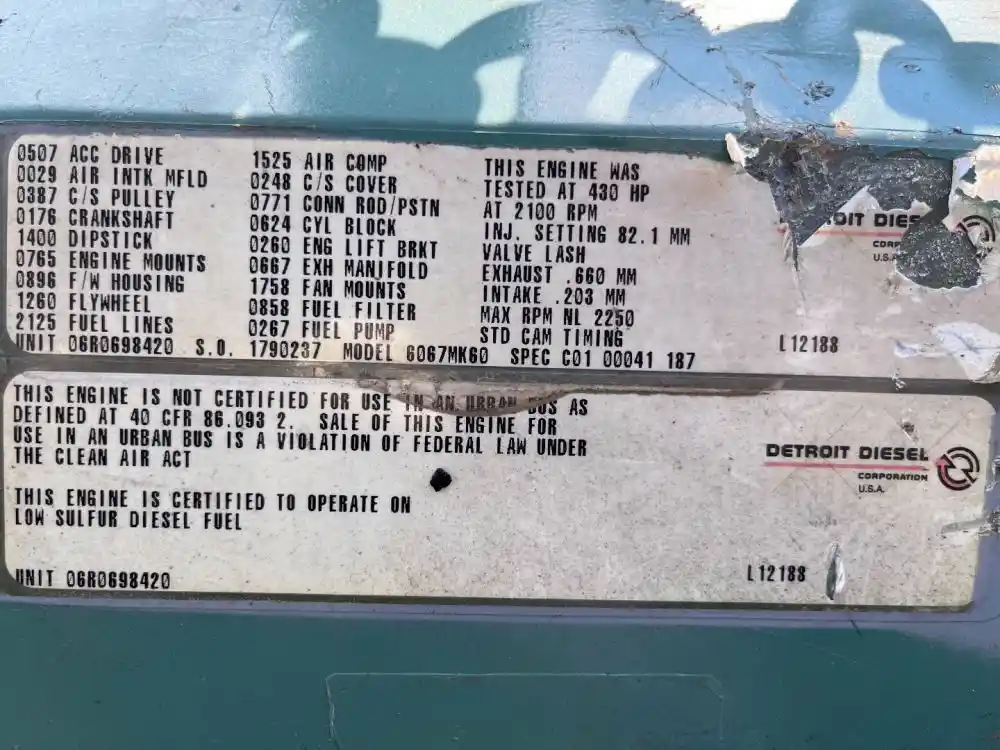 0507 ACC DRIVE
0029 AIR INTK MFLD
0387 C/S PULLEY
0176 CRANKSHAFT
1400 DIPSTICK
0765 ENGINE MOUNTS
0896 F/W HOUSING
1260 FLYWHEEL
2125 FUEL LINES
1525 AIR COMP
0248 C/S COVER
0771 CONN ROD/PSTN
0624 CYL BLOCK
0260 ENG LIFT BRKT
0667 EXH MANIFOLD
1758 FAN MOUNTS
0858 FUEL FILTER
0267 FUEL PUMP
THIS ENGINE WAS
TESTED AT 430 HP
AT 2100 RPM
INJ. SETTING 82.1 MM
VALVE LASH
EXHAUST .660 MM
INTAKE .203 MM
MAX RPM NL 2250
STD CAM TIMING
UNIT 06R0698420 S.O. 1790237 MODEL 6067MK60 SPEC C01 00041 187
L12188
THIS ENGINE IS NOT CERTIFIED FOR USE IN AN URBAN BUS AS
DEFINED AT 40 CFR 86.093 2. SALE OF THIS ENGINE FOR
USE IN AN URBAN BUS IS A VIOLATION OF FEDERAL LAW UNDER
THE CLEAN AIR ACT
THIS ENGINE IS CERTIFIED TO OPERATE ON
LOW SULFUR DIESEL FUEL
UNIT 06R0698420
DETROIT DIESEL
CORPORATION
U.S.A.
L12188